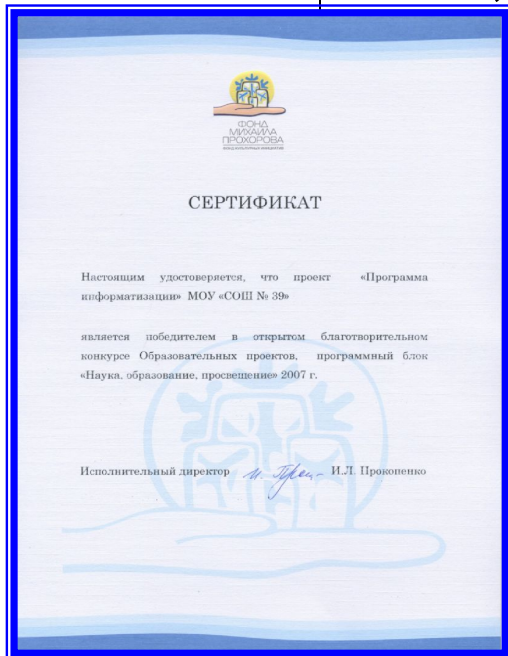 ФОНД
МИХАИЛА
ПРОХОРОВА
СЕРТИФИКАТ
Настоящим удостоверяется, что проект «Программа
информатизации» МОУ «СОШ № 39»
является победителем в открытом благотворительном
конкурсе Образовательных проектов, программный блок
«Наука, образование, просвещение» 2007 г.
Исполнительный директор И.Л. Прокопенко